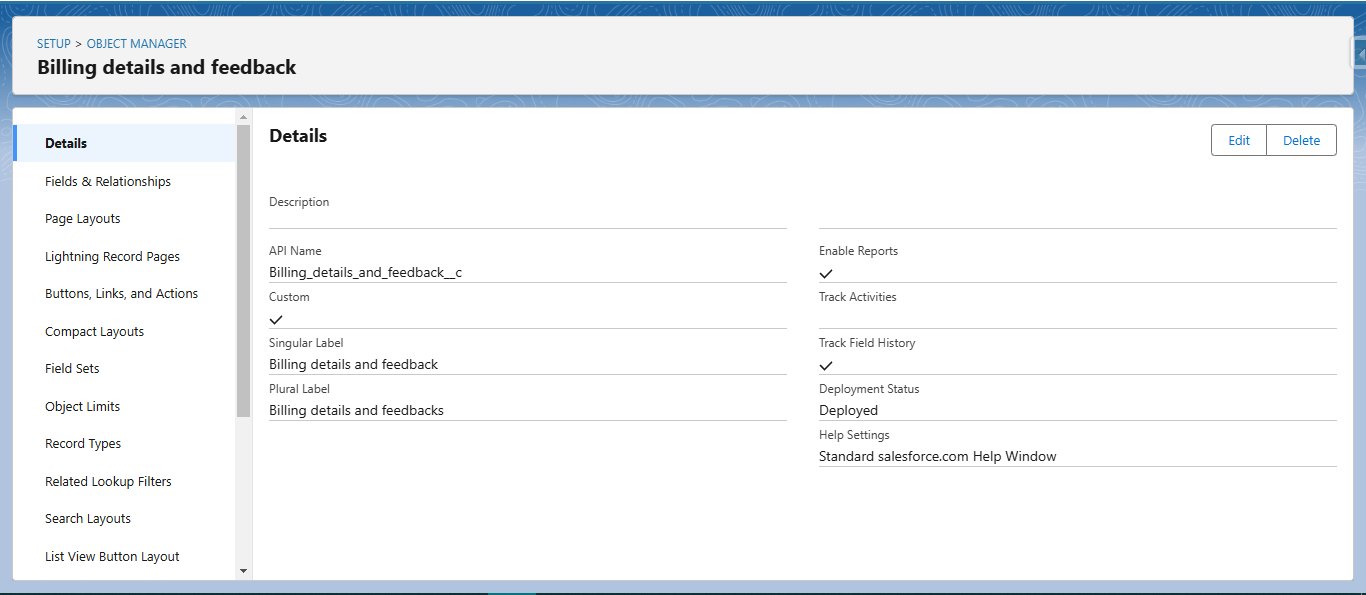 SETUP > OBJECT MANAGER
Billing details and feedback
Details
Fields & Relationships
Page Layouts
Lightning Record Pages
Buttons, Links, and Actions
Compact Layouts
Field Sets
Object Limits
Record Types
Related Lookup Filters
Search Layouts
List View Button Layout
Details
Edit
Delete
Description
API Name
Billing_details_and_feedback__c
Custom
Singular Label
Billing details and feedback
Plural Label
Billing details and feedbacks
Enable Reports
Track Activities
Track Field History
Deployment Status
Deployed
Help Settings
Standard salesforce.com Help Window